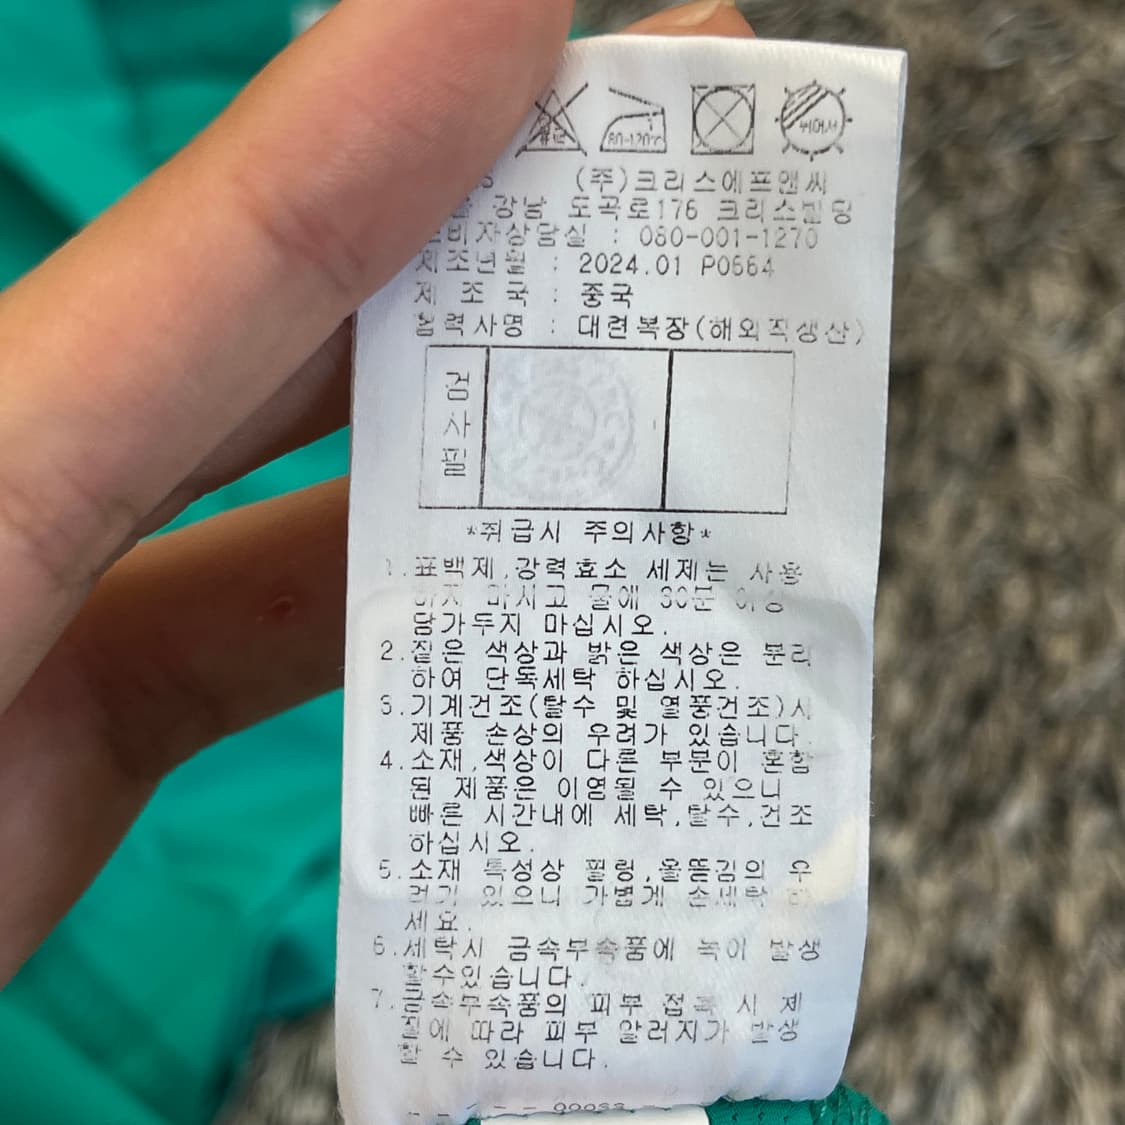 80-120℃
뉘어서
(주)크리스에프앤씨
강남 도곡로176 크리스빌딩
소비자상담실 : 080-001-1270
제조년월 : 2024.01 P0664
제 조 국 : 중국
협력사명 : 대련복장(해외직생산)
검
사
필
*취급시 주의사항*
1.표백제,강력효소 세제는 사용
하지 마시고 물에 30분 이상
담가두지 마십시오.
2.짙은 색상과 밝은 색상은 분리
하여 단독세탁 하십시오.
3.기계건조(탈수 및 열풍건조)시
제품 손상의 우려가 있습니다.
4.소재,색상이 다른 부분이 혼합
된 제품은 이염될 수 있으니
빠른 시간내에 세탁,탈수,건조
하십시오.
5.소재 특성상 필링,올뜯김의 우
려가 있으니 가볍게 손세탁 하
세요.
6.세탁시 금속부속품에 녹이 발생
할수있습니다.
7.금속부속품의 피부 접촉 시 체
질에 따라 피부 알러지가 발생
할 수 있습니다.